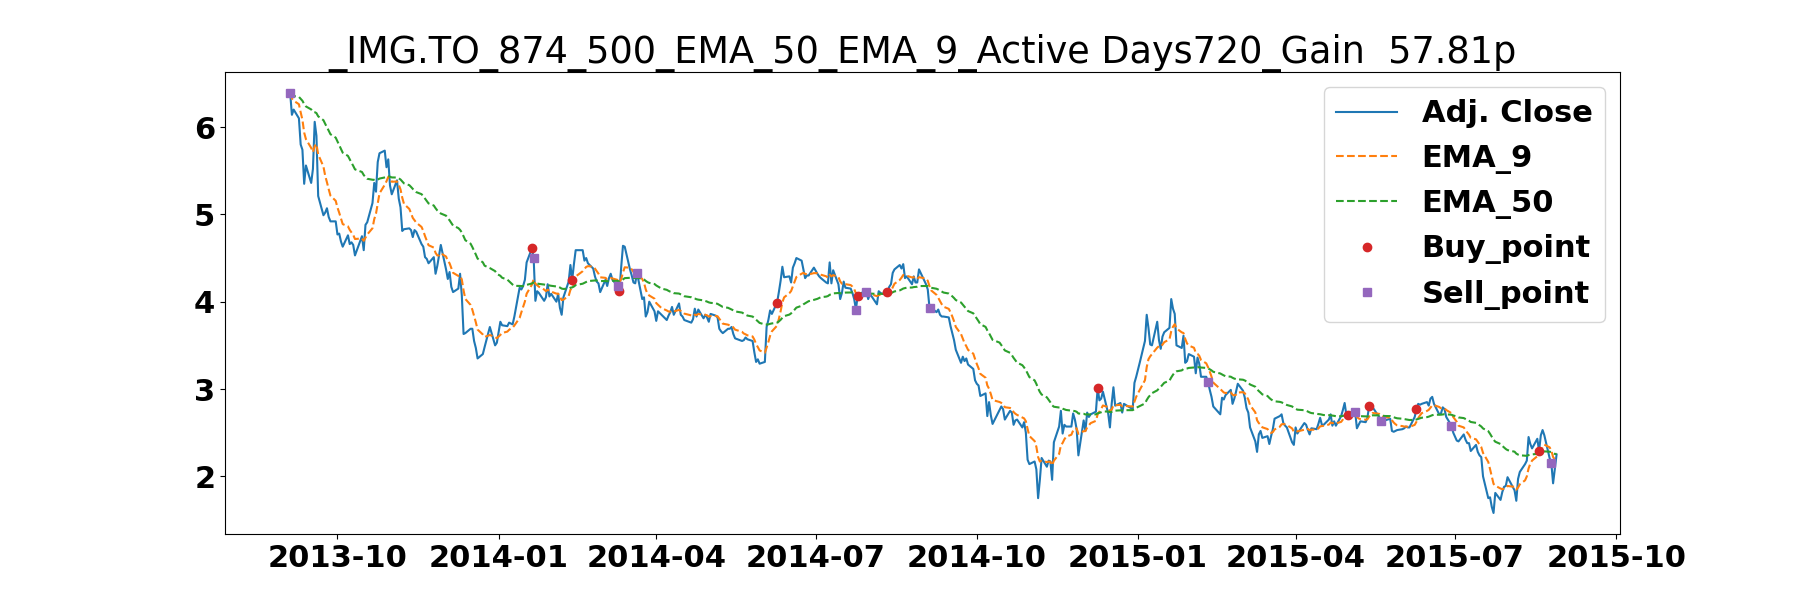 _IMG.TO_874_500_EMA_50_EMA_9_Active Days720_Gain  57.81p
Adj. Close
EMA_9
EMA_50
Buy_point
Sell_point
6
5
4
3
2
2013-10 2014-01 2014-04 2014-07 2014-10 2015-01 2015-04 2015-07 2015-10